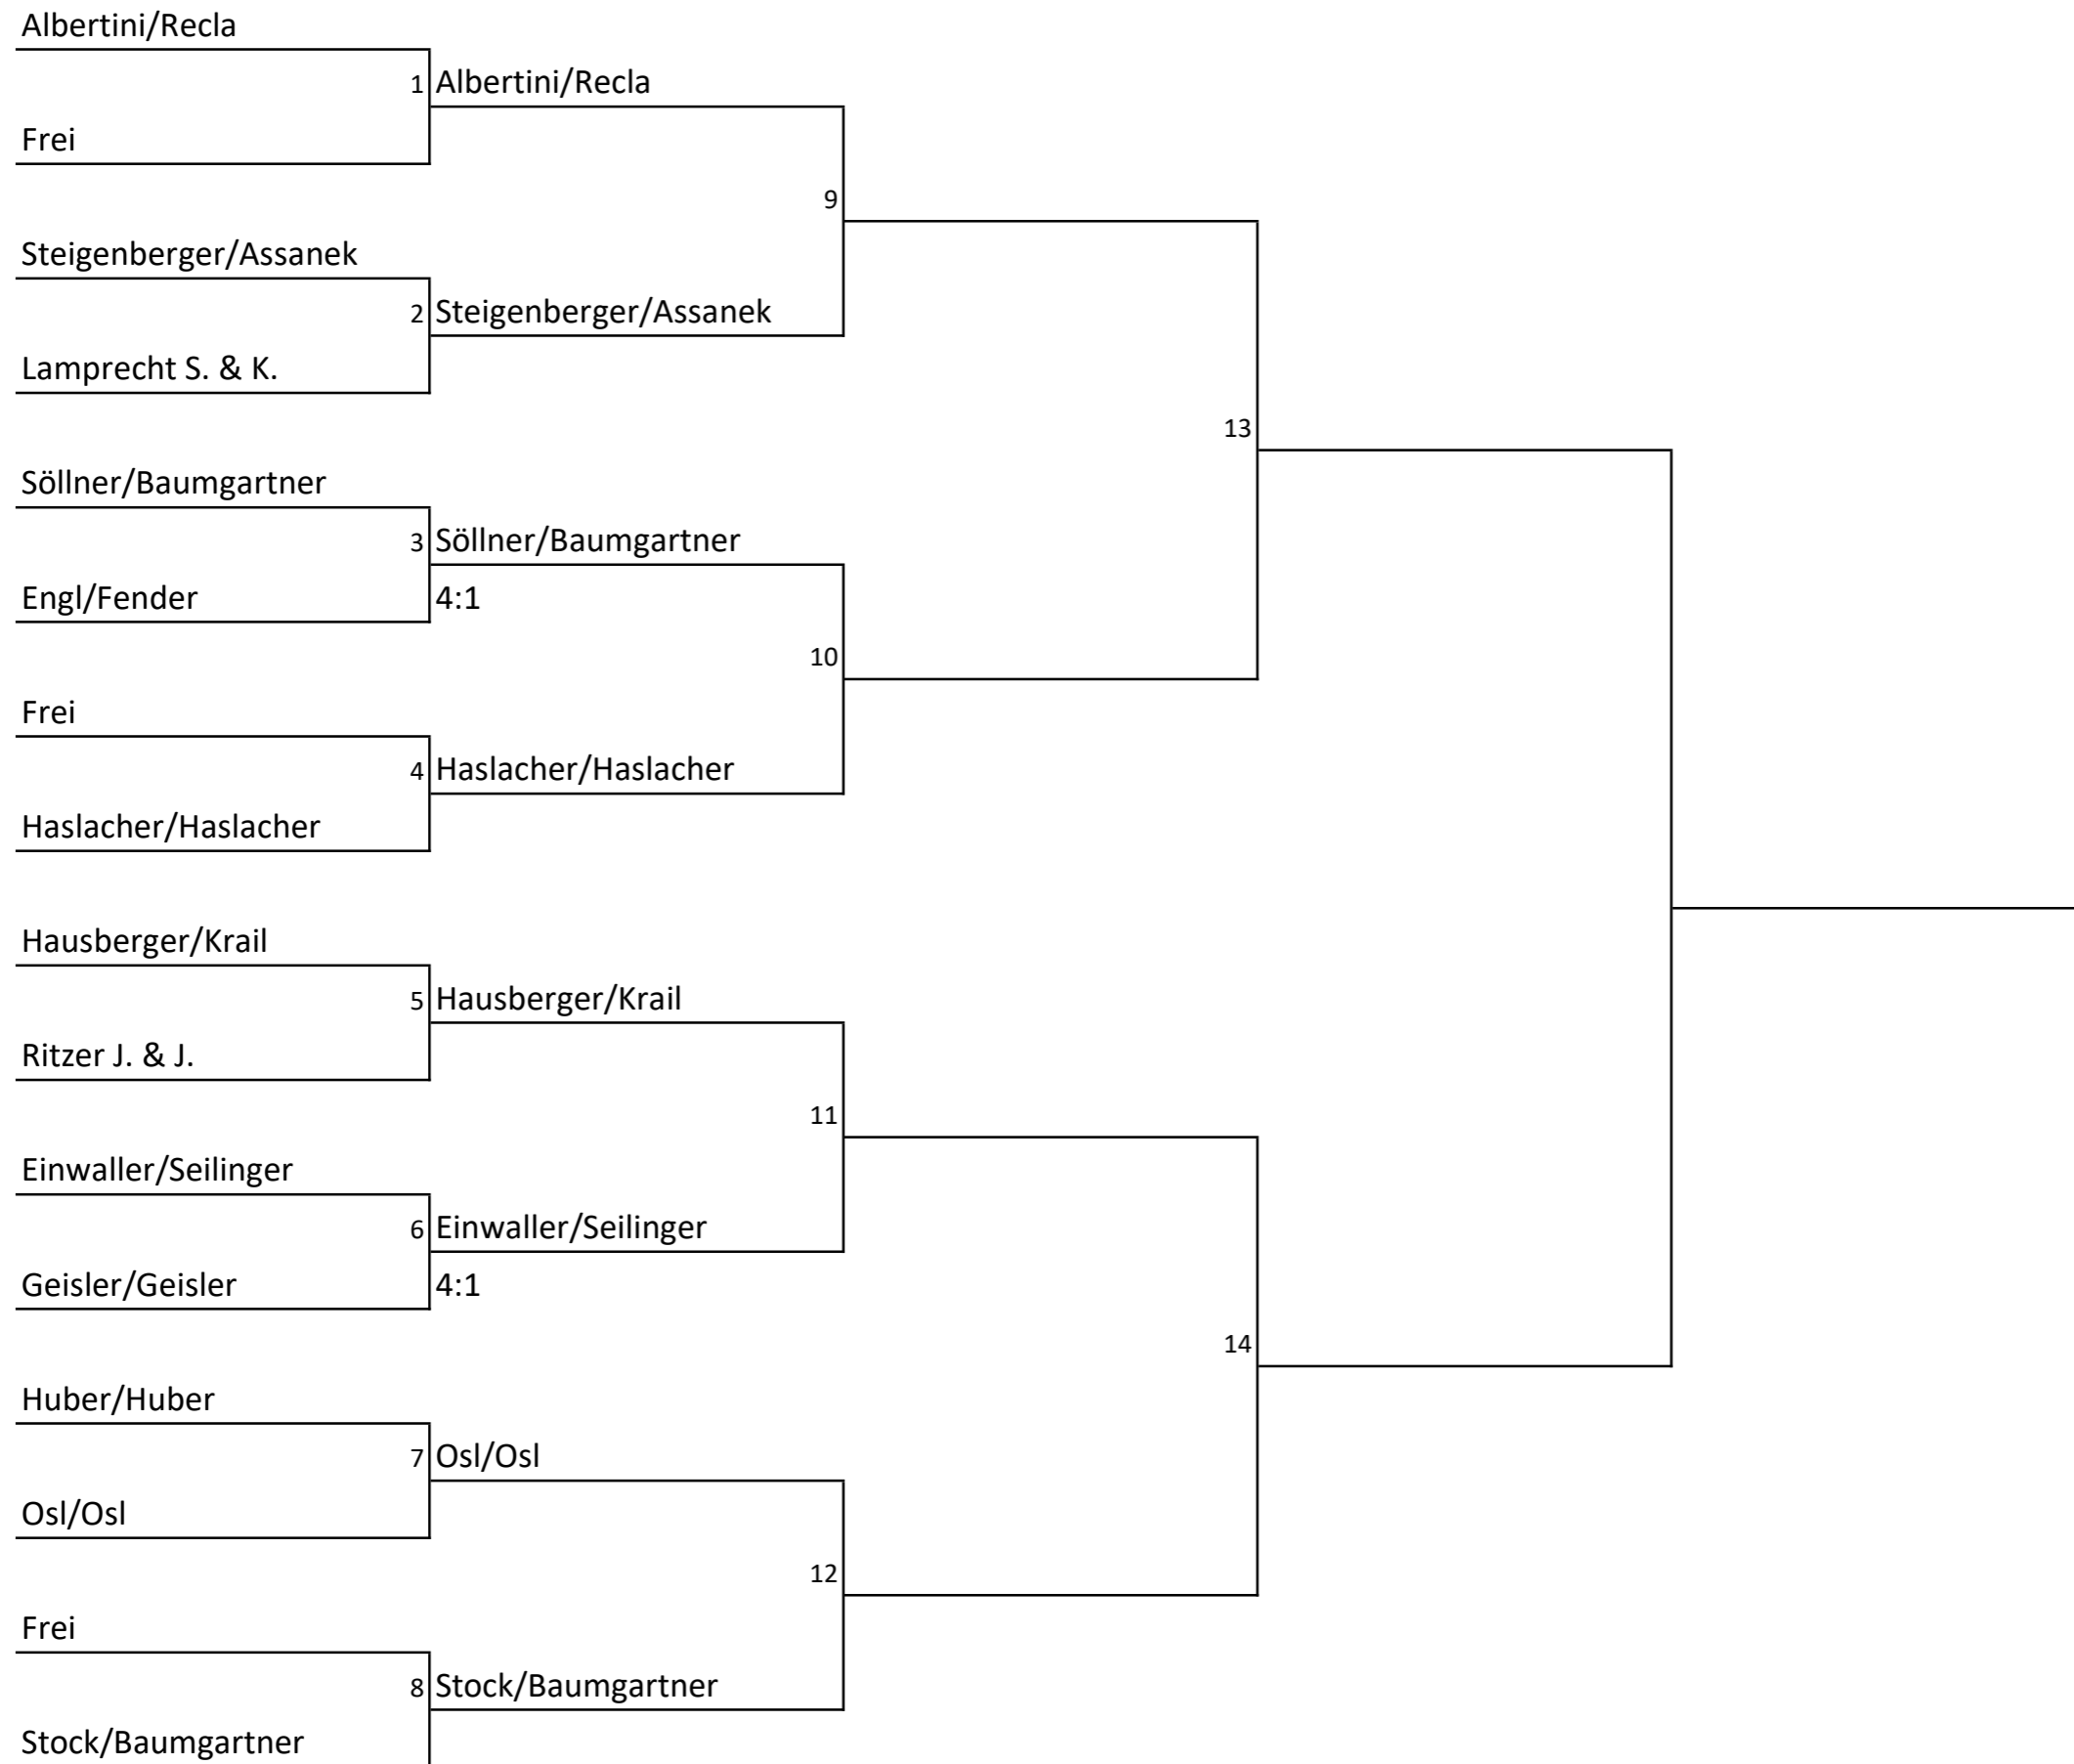 Albertini/Recla
1 Albertini/Recla
Frei
9
Steigenberger/Assanek
2 Steigenberger/Assanek
Lamprecht S. & K.
13
Söllner/Baumgartner
3 Söllner/Baumgartner
Engl/Fender 4:1
10
Frei
4 Haslacher/Haslacher
Haslacher/Haslacher
Hausberger/Krail
5 Hausberger/Krail
Ritzer J. & J.
11
Einwaller/Seilinger
6 Einwaller/Seilinger
Geisler/Geisler 4:1
14
Huber/Huber
7 Osl/Osl
Osl/Osl
12
Frei
8 Stock/Baumgartner
Stock/Baumgartner